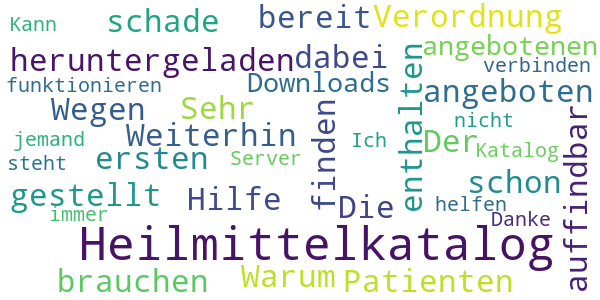 Kann schade bereit Verordnung
heruntergeladen dabei angebotenen
funktionieren Downloads verbinden
Wegen Sehr angeboten
jemand Weiterhin Ich nicht
steht ersten Server Der Katalog
gestellt Hilfe finden Die enthalten schon auffindbar
immer helfen
Heilmittelkatalog Danke
brauchen Warum Patienten